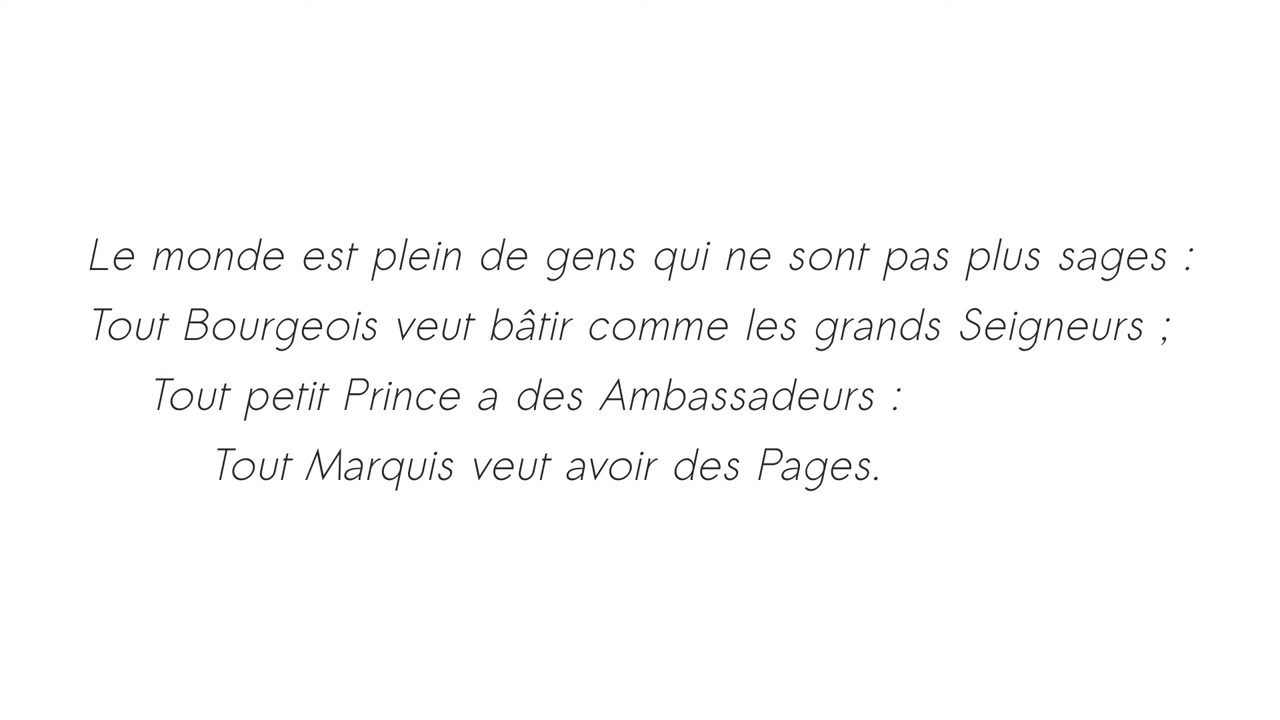 Le monde est plein de gens qui ne sont pas plus sages :
Tout Bourgeois veut bâtir comme les grands Seigneurs ;
Tout petit Prince a des Ambassadeurs :
Tout Marquis veut avoir des Pages.